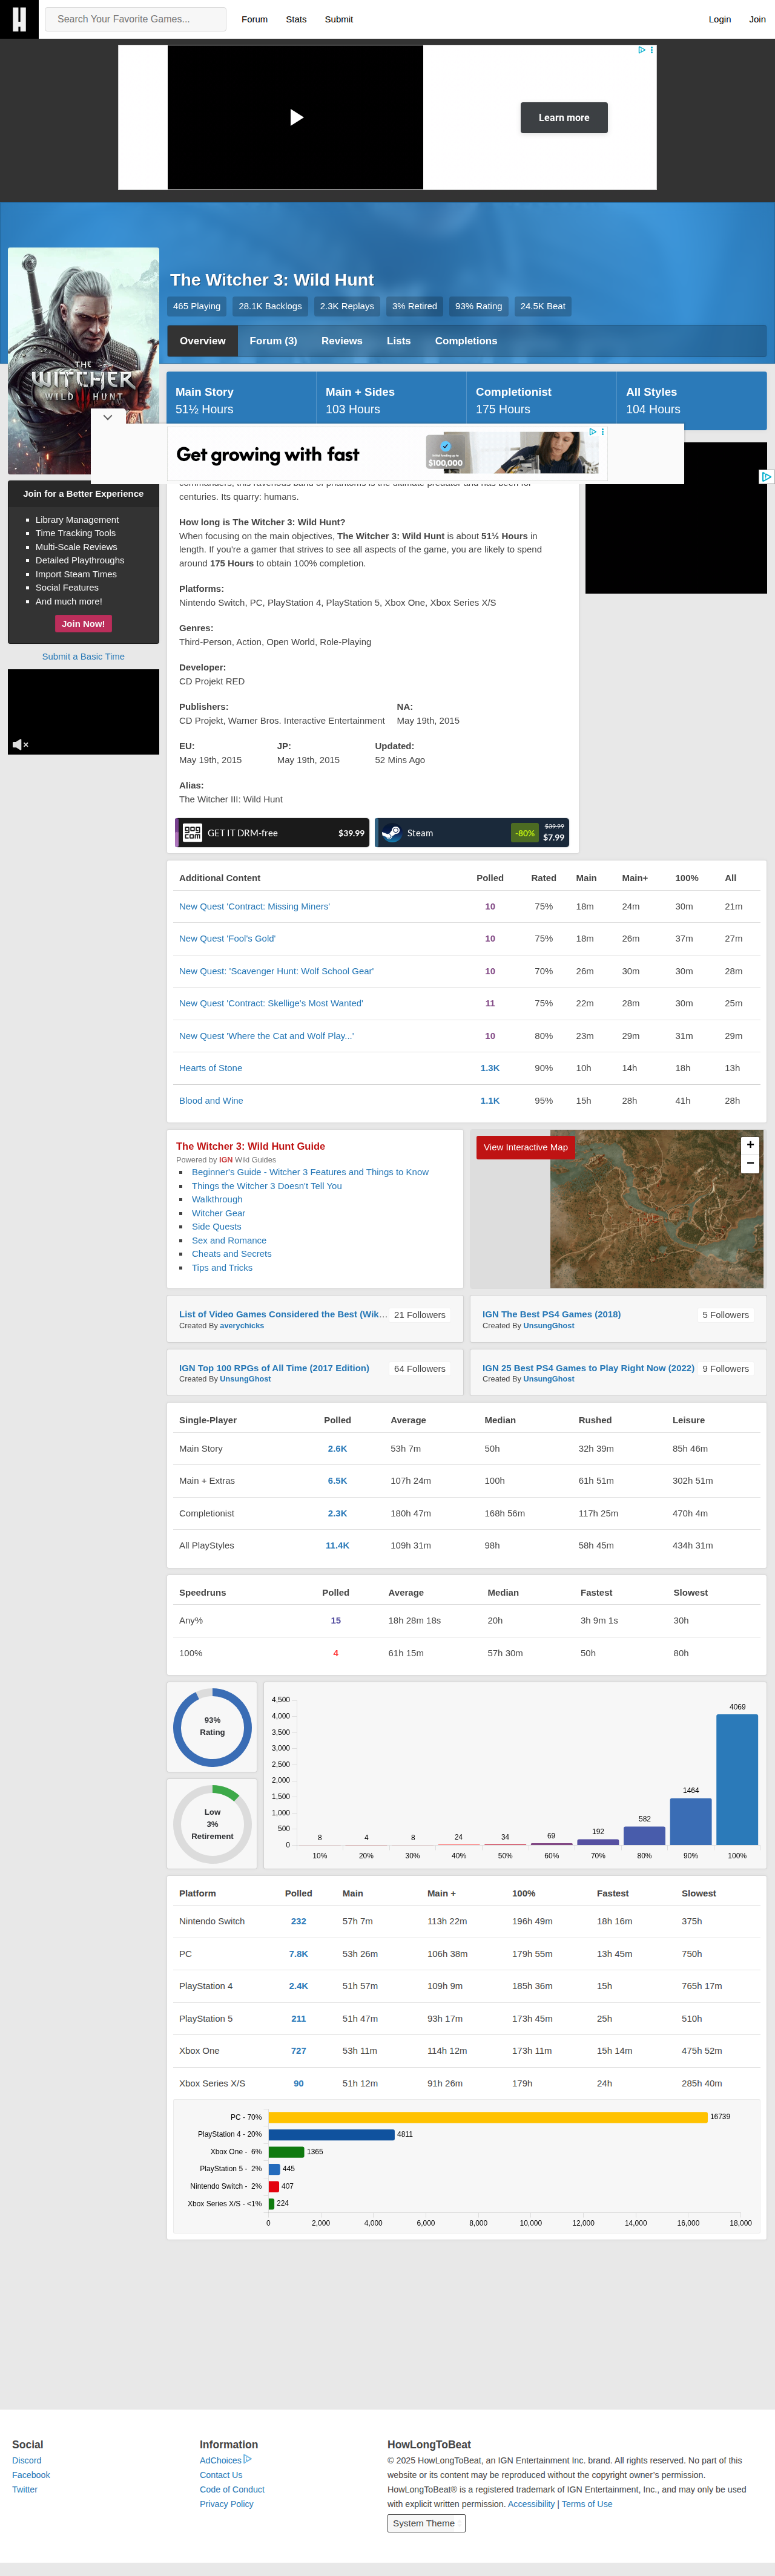 H
Search Your Favorite Games...
Forum
Stats
Submit
Login
Join
Learn more
The Witcher 3: Wild Hunt
465 Playing
28.1K Backlogs
2.3K Replays
3% Retired
93% Rating
24.5K Beat
Overview
Forum (3)
Reviews
Lists
Completions
THE
WITCHER
WILD HUNT
Main Story
51½ Hours
Main + Sides
103 Hours
Completionist
175 Hours
All Styles
104 Hours
Get growing with fast
$100,000
Join for a Better Experience
Library Management
Time Tracking Tools
Multi-Scale Reviews
Detailed Playthroughs
Import Steam Times
Social Features
And much more!
Join Now!
Submit a Basic Time
commanders, this ravenous band of phantoms is the ultimate predator and has been for
centuries. Its quarry: humans.
How long is The Witcher 3: Wild Hunt?
When focusing on the main objectives, The Witcher 3: Wild Hunt is about 51½ Hours in
length. If you're a gamer that strives to see all aspects of the game, you are likely to spend
around 175 Hours to obtain 100% completion.
Platforms:
Nintendo Switch, PC, PlayStation 4, PlayStation 5, Xbox One, Xbox Series X/S
Genres:
Third-Person, Action, Open World, Role-Playing
Developer:
CD Projekt RED
Publishers:
CD Projekt, Warner Bros. Interactive Entertainment
NA:
May 19th, 2015
EU:
May 19th, 2015
JP:
May 19th, 2015
Updated:
52 Mins Ago
Alias:
The Witcher III: Wild Hunt
GOG COM
GET IT DRM-free
$39.99
Steam
-80%
$39.99
$7.99
Additional Content Polled Rated Main Main+ 100% All
New Quest 'Contract: Missing Miners' 10 75% 18m 24m 30m 21m
New Quest 'Fool's Gold' 10 75% 18m 26m 37m 27m
New Quest: 'Scavenger Hunt: Wolf School Gear' 10 70% 26m 30m 30m 28m
New Quest 'Contract: Skellige's Most Wanted' 11 75% 22m 28m 30m 25m
New Quest 'Where the Cat and Wolf Play...' 10 80% 23m 29m 31m 29m
Hearts of Stone 1.3K 90% 10h 14h 18h 13h
Blood and Wine 1.1K 95% 15h 28h 41h 28h
The Witcher 3: Wild Hunt Guide
Powered by IGN Wiki Guides
Beginner's Guide - Witcher 3 Features and Things to Know
Things the Witcher 3 Doesn't Tell You
Walkthrough
Witcher Gear
Side Quests
Sex and Romance
Cheats and Secrets
Tips and Tricks
View Interactive Map
+
−
List of Video Games Considered the Best (Wik...
21 Followers
Created By averychicks
IGN The Best PS4 Games (2018)
5 Followers
Created By UnsungGhost
IGN Top 100 RPGs of All Time (2017 Edition)
64 Followers
Created By UnsungGhost
IGN 25 Best PS4 Games to Play Right Now (2022)
9 Followers
Created By UnsungGhost
Single-Player Polled Average Median Rushed Leisure
Main Story 2.6K 53h 7m 50h 32h 39m 85h 46m
Main + Extras 6.5K 107h 24m 100h 61h 51m 302h 51m
Completionist 2.3K 180h 47m 168h 56m 117h 25m 470h 4m
All PlayStyles 11.4K 109h 31m 98h 58h 45m 434h 31m
Speedruns Polled Average Median Fastest Slowest
Any% 15 18h 28m 18s 20h 3h 9m 1s 30h
100% 4 61h 15m 57h 30m 50h 80h
93%
Rating
Low
3%
Retirement
4,500
4,000
3,500
3,000
2,500
2,000
1,500
1,000
500
0
8 4 8 24 34 69 192 582 1464 4069
10% 20% 30% 40% 50% 60% 70% 80% 90% 100%
Platform Polled Main Main + 100% Fastest Slowest
Nintendo Switch 232 57h 7m 113h 22m 196h 49m 18h 16m 375h
PC 7.8K 53h 26m 106h 38m 179h 55m 13h 45m 750h
PlayStation 4 2.4K 51h 57m 109h 9m 185h 36m 15h 765h 17m
PlayStation 5 211 51h 47m 93h 17m 173h 45m 25h 510h
Xbox One 727 53h 11m 114h 12m 173h 11m 15h 14m 475h 52m
Xbox Series X/S 90 51h 12m 91h 26m 179h 24h 285h 40m
PC - 70% 16739
PlayStation 4 - 20% 4811
Xbox One - 6% 1365
PlayStation 5 - 2% 445
Nintendo Switch - 2% 407
Xbox Series X/S - <1% 224
0 2,000 4,000 6,000 8,000 10,000 12,000 14,000 16,000 18,000
Social
Discord
Facebook
Twitter
Information
AdChoices
Contact Us
Code of Conduct
Privacy Policy
HowLongToBeat
© 2025 HowLongToBeat, an IGN Entertainment Inc. brand. All rights reserved. No part of this
website or its content may be reproduced without the copyright owner's permission.
HowLongToBeat® is a registered trademark of IGN Entertainment, Inc., and may only be used
with explicit written permission. Accessibility | Terms of Use
System Theme